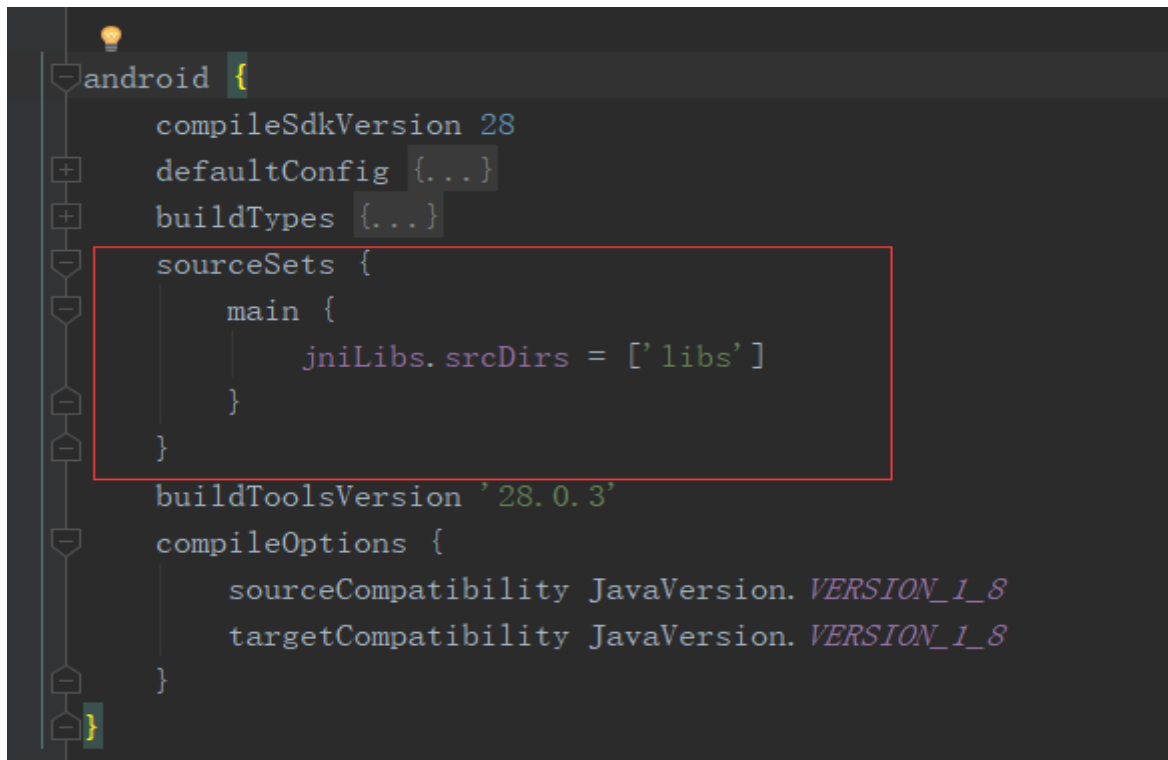 android {
compileSdkVersion 28
defaultConfig {...}
buildTypes {...}
sourceSets {
main {
jniLibs.srcDirs = ['libs']
}
}
buildToolsVersion '28.0.3'
compileOptions {
sourceCompatibility JavaVersion.VERSION_1_8
targetCompatibility JavaVersion.VERSION_1_8
}
}